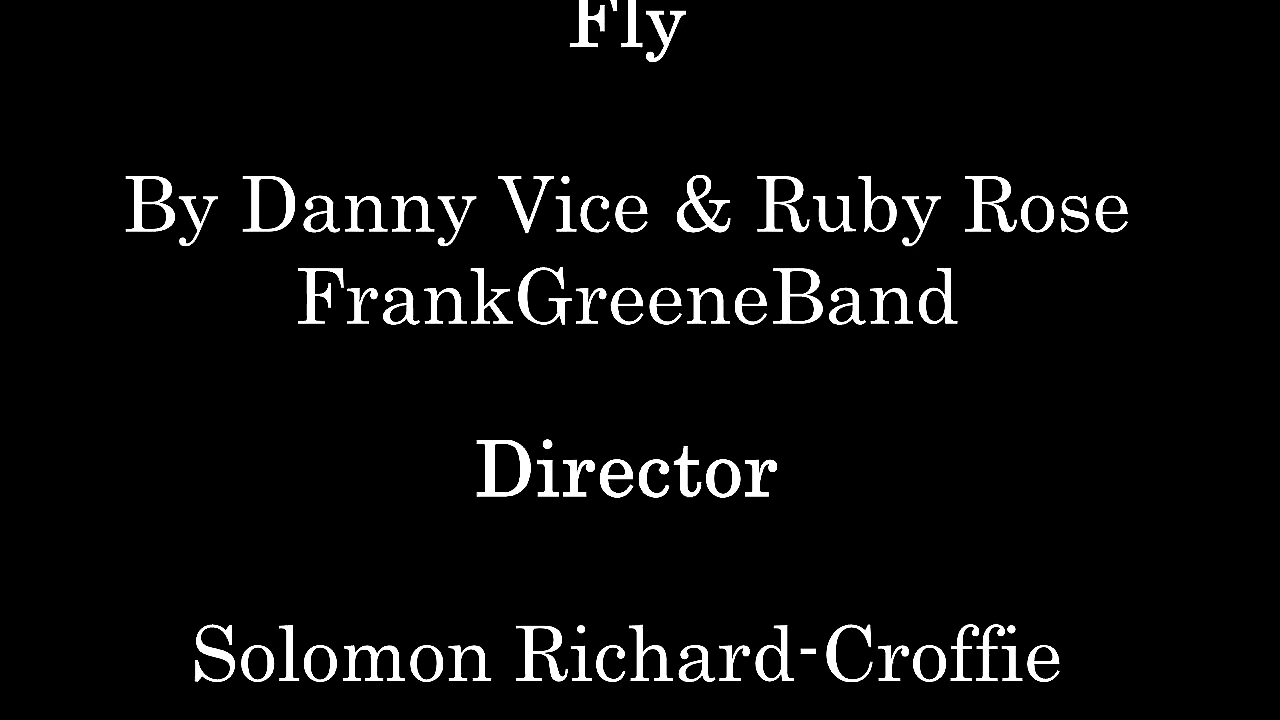 Fly
By Danny Vice & Ruby Rose
FrankGreeneBand
Director
Solomon Richard-Croffie